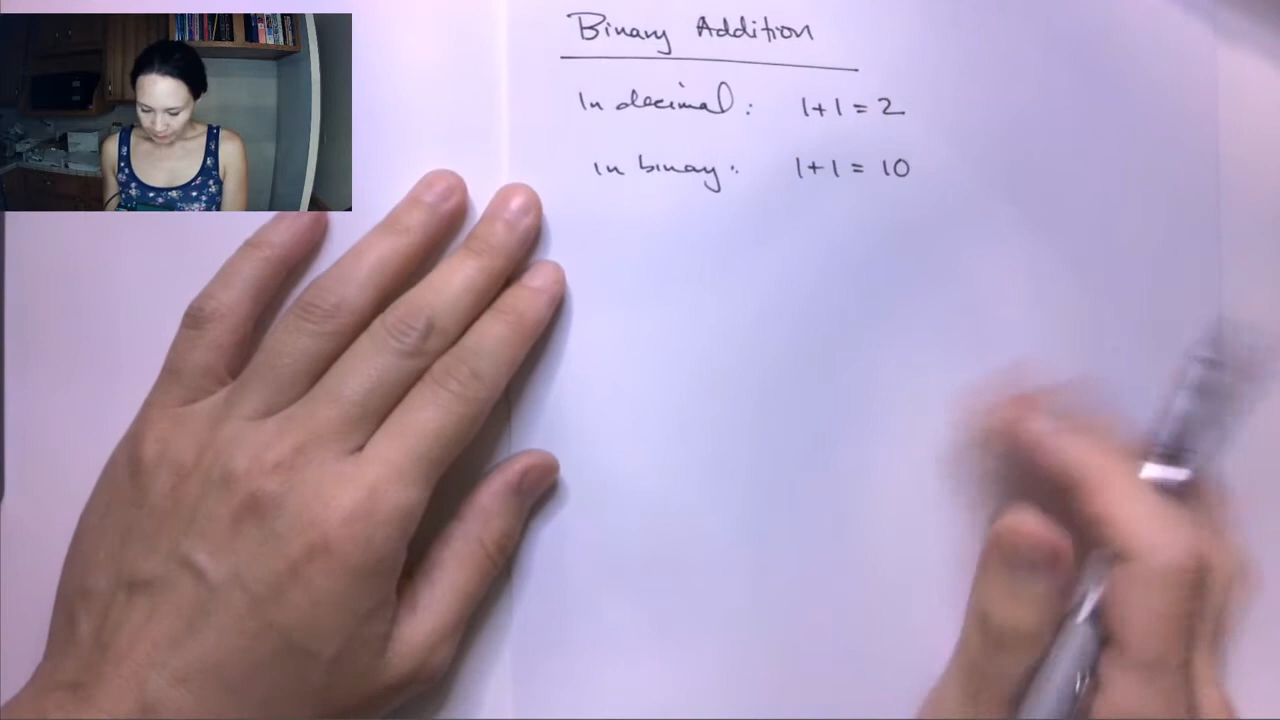 Binary Addition
In decimal: 1+1=2
in binary: 1+1= 10